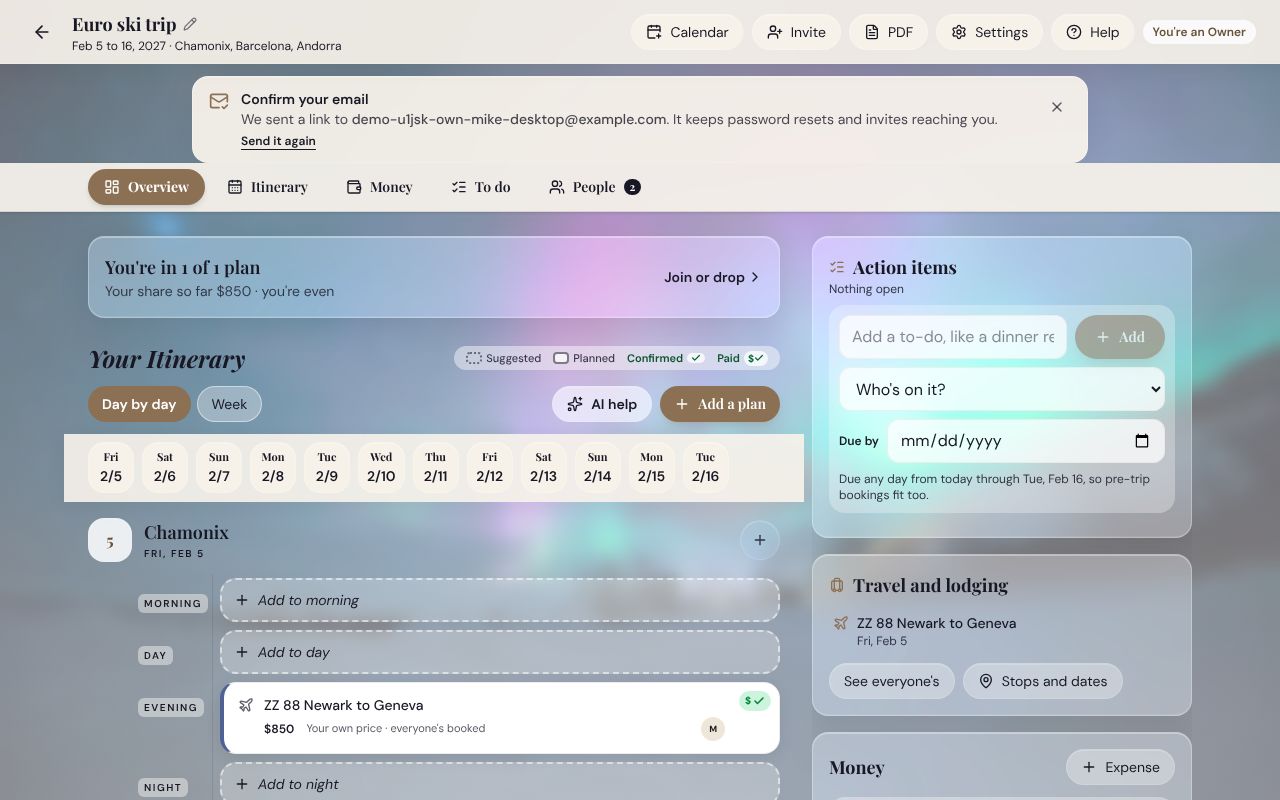 Euro ski trip
Feb 5 to 16, 2027 · Chamonix, Barcelona, Andorra
Calendar
Invite
PDF
Settings
Help
You're an Owner
Confirm your email
We sent a link to demo-u1jsk-own-mike-desktop@example.com. It keeps password resets and invites reaching you.
Send it again
Overview
Itinerary
Money
To do
People 2
You're in 1 of 1 plan
Your share so far $850 · you're even
Join or drop
Your Itinerary
Suggested
Planned
Confirmed
Paid $
Day by day
Week
AI help
Add a plan
Fri 2/5
Sat 2/6
Sun 2/7
Mon 2/8
Tue 2/9
Wed 2/10
Thu 2/11
Fri 2/12
Sat 2/13
Sun 2/14
Mon 2/15
Tue 2/16
5
Chamonix
FRI, FEB 5
MORNING
Add to morning
DAY
Add to day
EVENING
ZZ 88 Newark to Geneva
$
$850 Your own price · everyone's booked
M
NIGHT
Add to night
Action items
Nothing open
Add a to-do, like a dinner re
Add
Who's on it?
Due by
mm/dd/yyyy
Due any day from today through Tue, Feb 16, so pre-trip
bookings fit too.
Travel and lodging
ZZ 88 Newark to Geneva
Fri, Feb 5
See everyone's
Stops and dates
Money
Expense